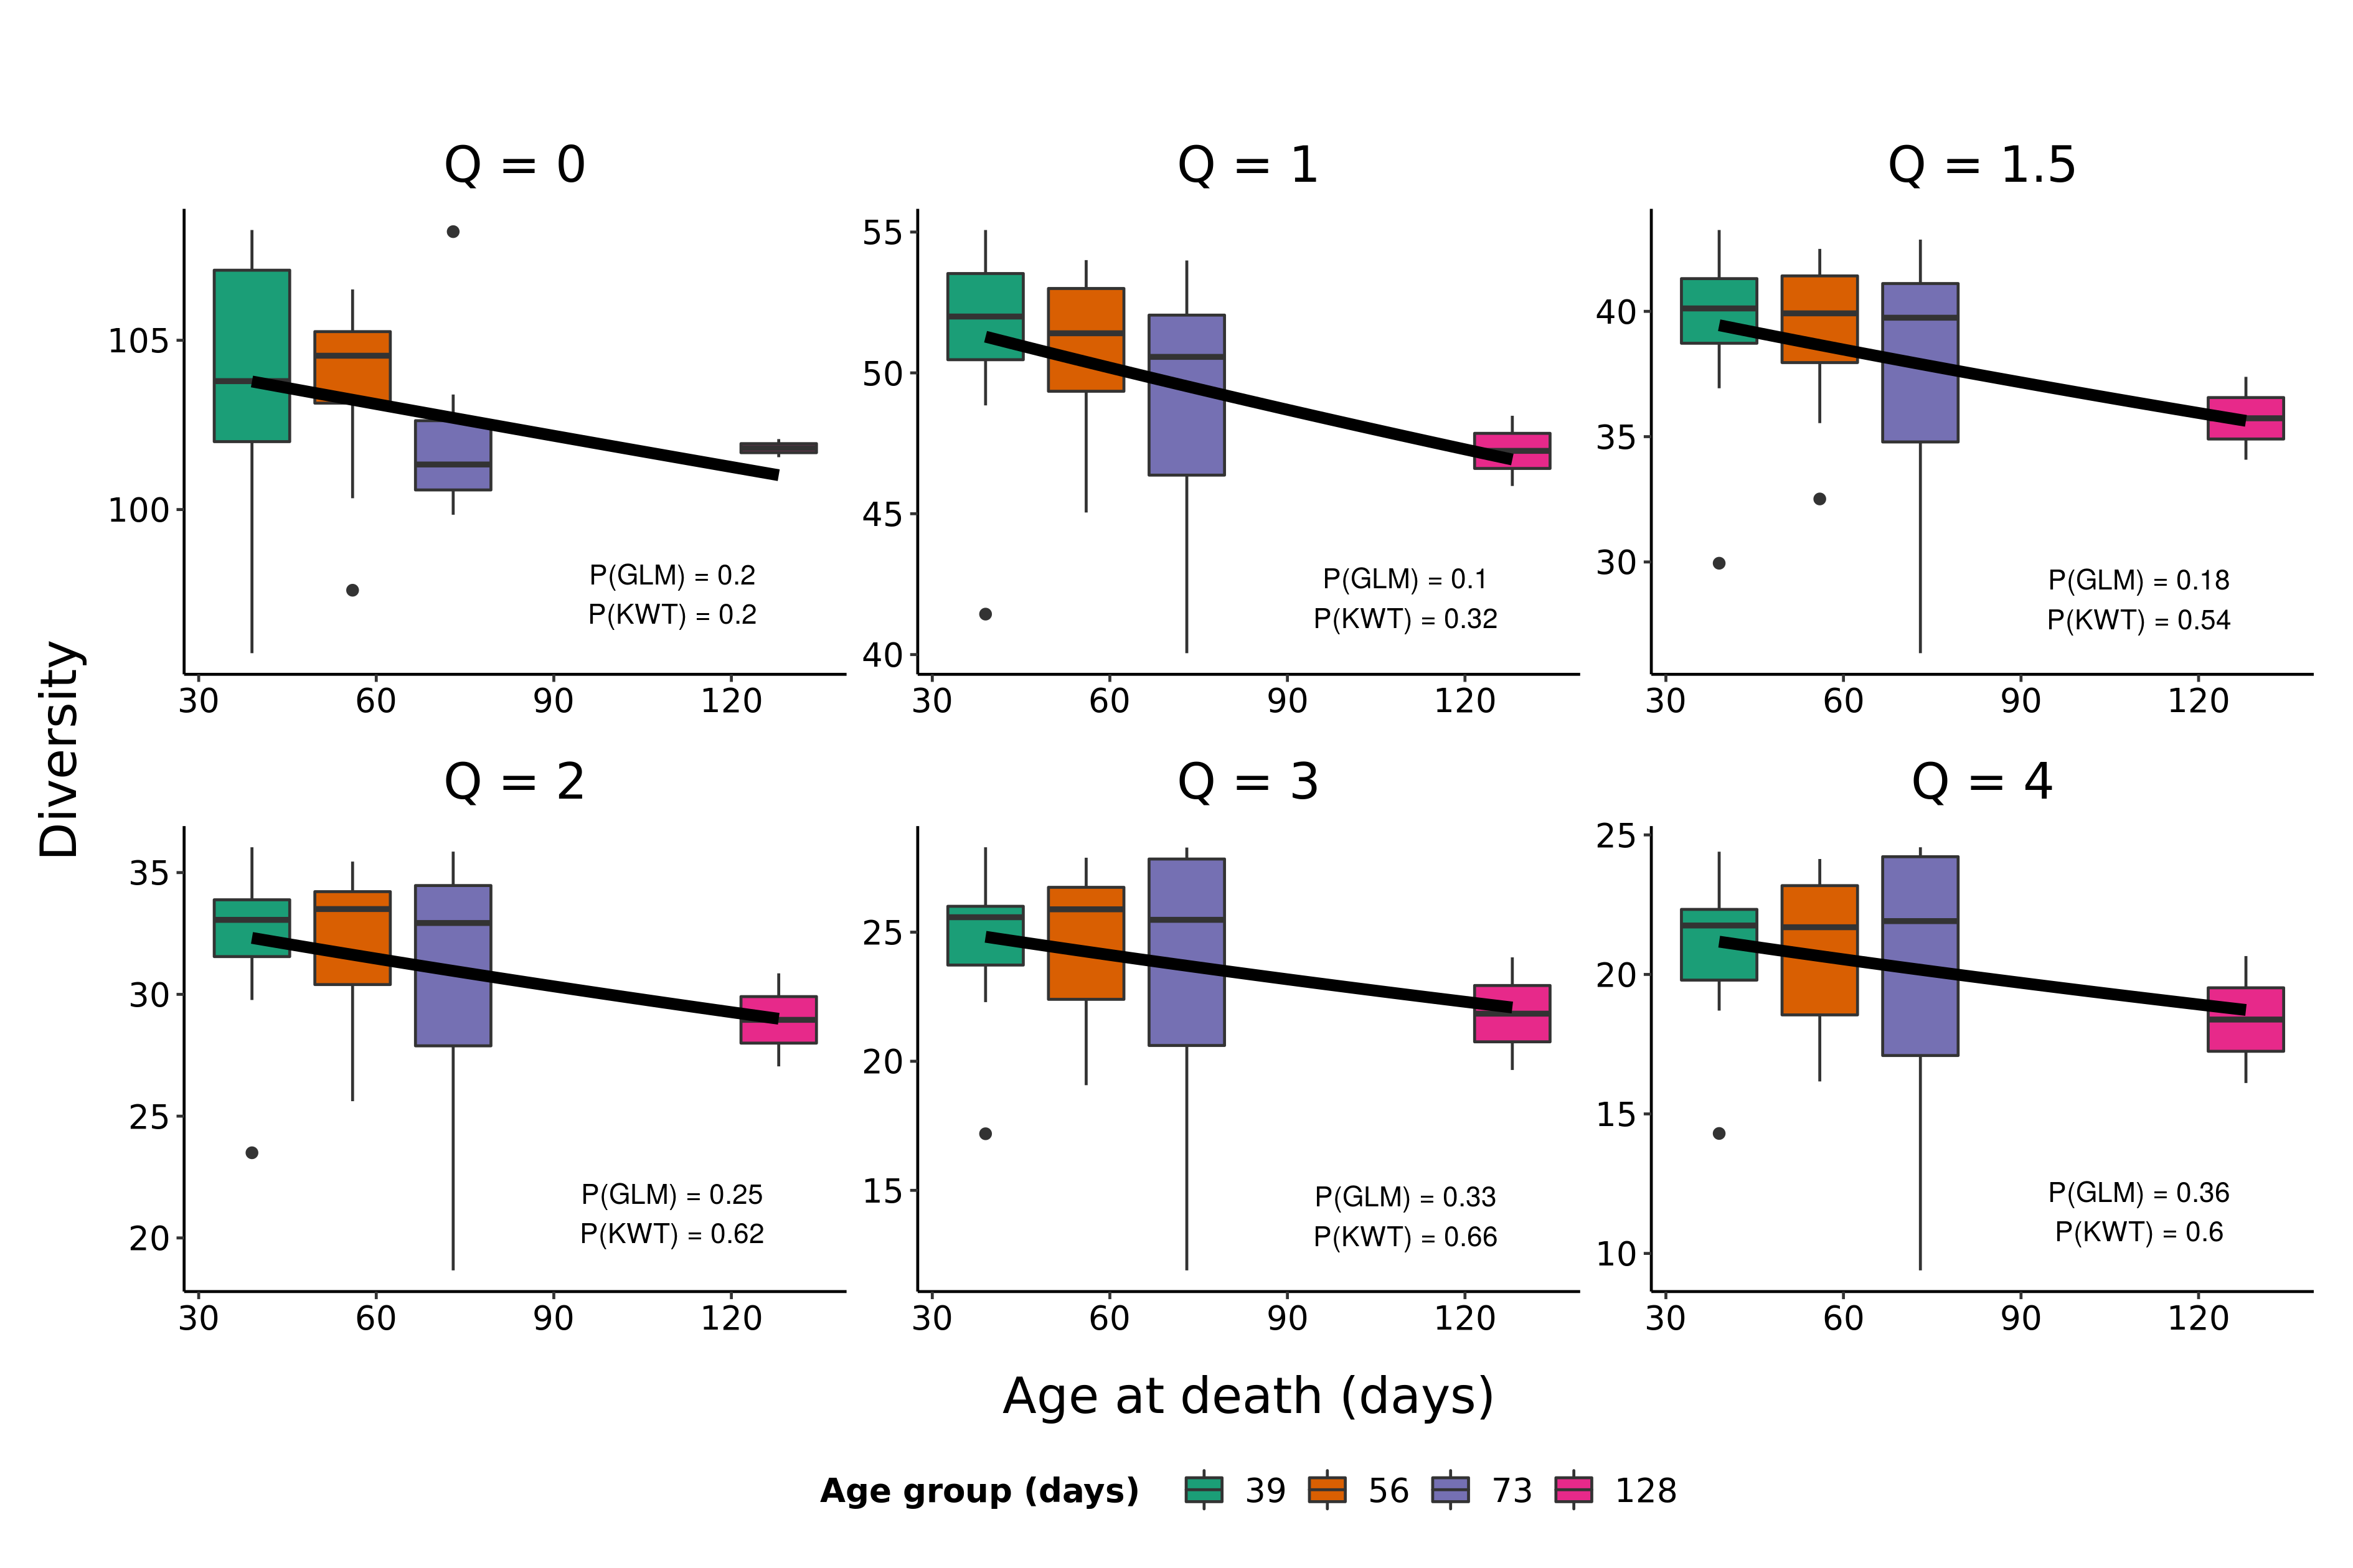 Q = 0
Q = 1
Q = 1.5
105
100
P(GLM) = 0.2
P(KWT) = 0.2
30 60 90 120
55
50
45
40
P(GLM) = 0.1
P(KWT) = 0.32
30 60 90 120
40
35
30
P(GLM) = 0.18
P(KWT) = 0.54
30 60 90 120
Diversity
Q = 2
Q = 3
Q = 4
35
30
25
20
P(GLM) = 0.25
P(KWT) = 0.62
30 60 90 120
25
20
15
P(GLM) = 0.33
P(KWT) = 0.66
30 60 90 120
25
20
15
10
P(GLM) = 0.36
P(KWT) = 0.6
30 60 90 120
Age at death (days)
Age group (days) 39 56 73 128